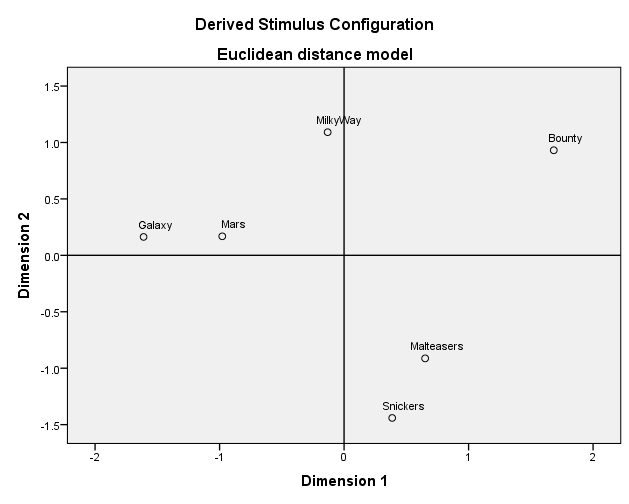 Derived Stimulus Configuration
Euclidean distance model
1.5
MilkyWay
Bounty
1.0
0.5
Galaxy
Mars
0.0
Dimension 2
-0.5
Malteasers
-1.0
Snickers
-1.5
-2 -1 0 1 2
Dimension 1